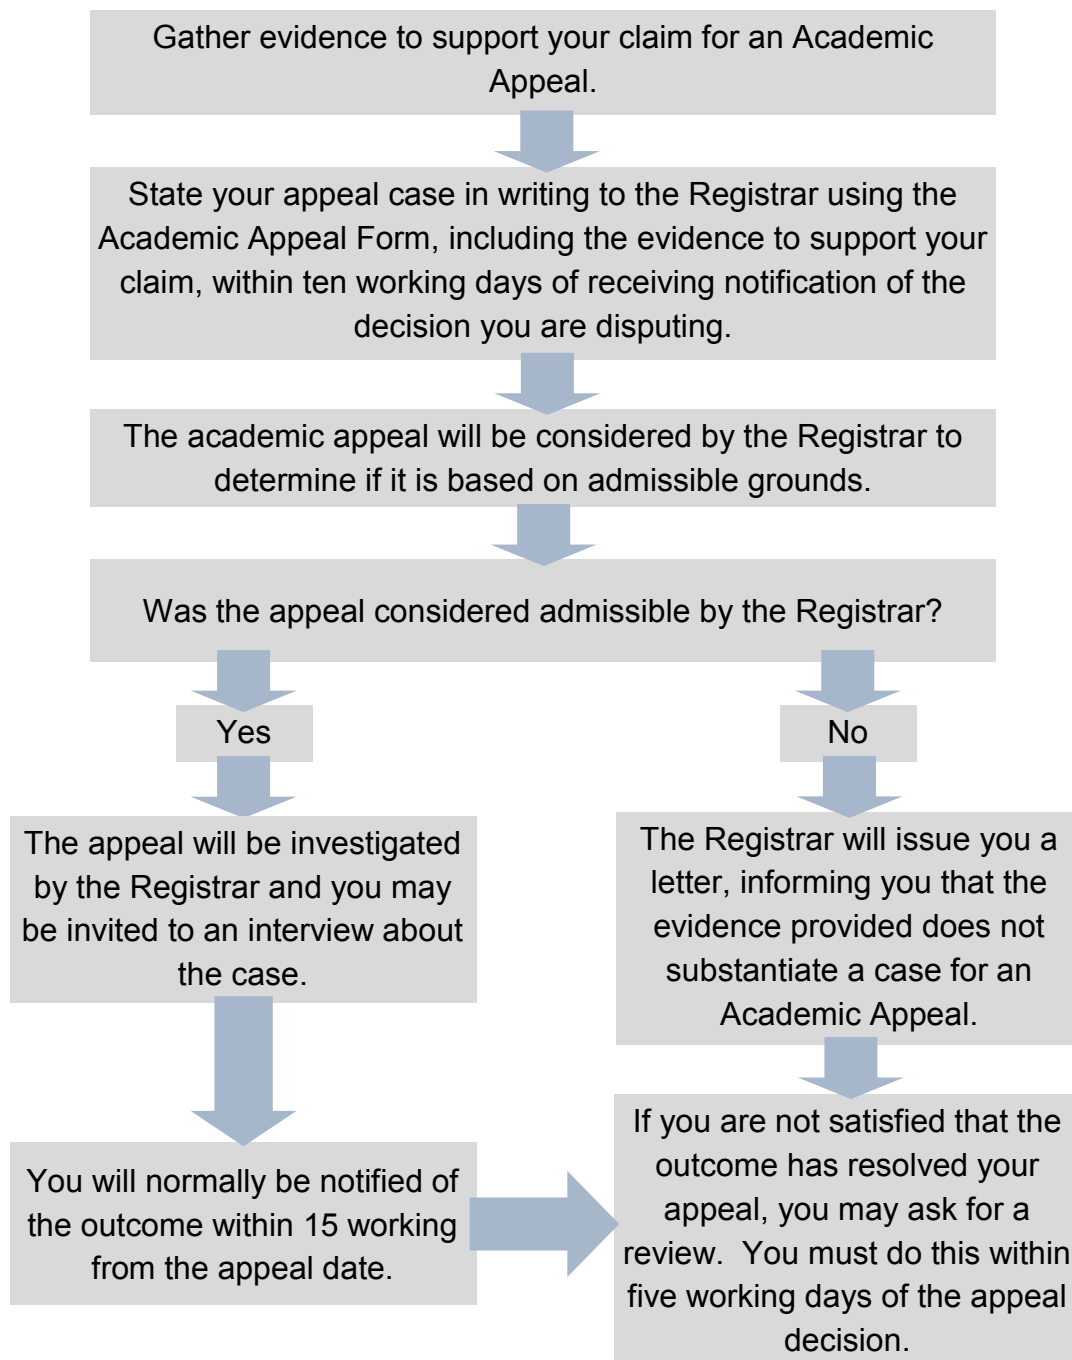 Gather evidence to support your claim for an Academic
Appeal.
State your appeal case in writing to the Registrar using the
Academic Appeal Form, including the evidence to support your
claim, within ten working days of receiving notification of the
decision you are disputing.
The academic appeal will be considered by the Registrar to
determine if it is based on admissible grounds.
Was the appeal considered admissible by the Registrar?
Yes
No
The appeal will be investigated
by the Registrar and you may
be invited to an interview about
the case.
The Registrar will issue you a
letter, informing you that the
evidence provided does not
substantiate a case for an
Academic Appeal.
You will normally be notified of
the outcome within 15 working
from the appeal date.
If you are not satisfied that the
outcome has resolved your
appeal, you may ask for a
review.  You must do this within
five working days of the appeal
decision.